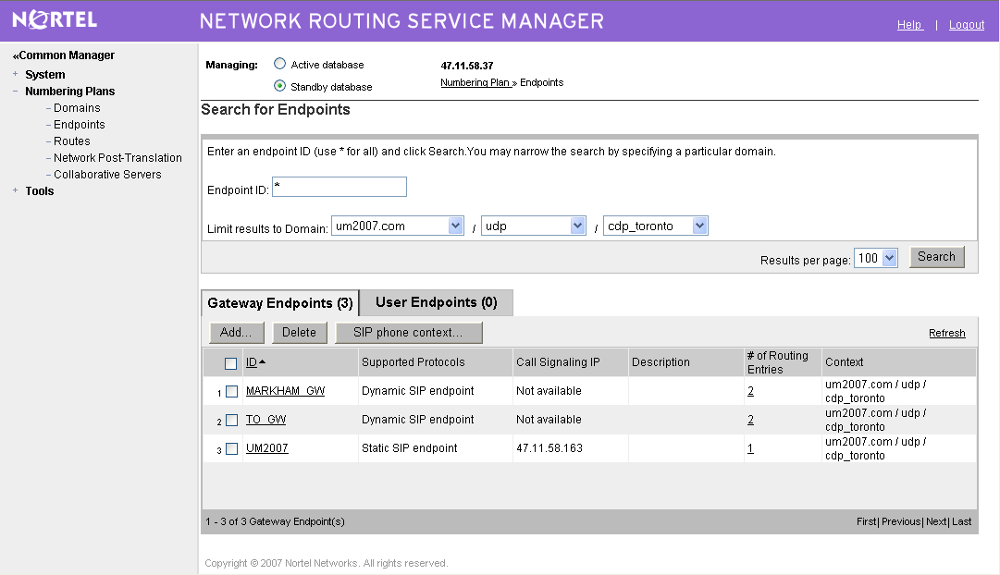 NORTEL
NETWORK ROUTING SERVICE MANAGER
Help | Logout
«Common Manager
+ System
– Numbering Plans
– Domains
– Endpoints
– Routes
– Network Post-Translation
– Collaborative Servers
+ Tools
Managing: Active database
Standby database
47.11.58.37
Numbering Plan » Endpoints
Search for Endpoints
Enter an endpoint ID (use * for all) and click Search.You may narrow the search by specifying a particular domain.
Endpoint ID: *
Limit results to Domain: um2007.com / udp / cdp_toronto
Results per page: 100 Search
Gateway Endpoints (3) User Endpoints (0)
Add... Delete SIP phone context... Refresh
ID Supported Protocols Call Signaling IP Description # of Routing Entries Context
1 MARKHAM_GW Dynamic SIP endpoint Not available 2 um2007.com / udp / cdp_toronto
2 TO_GW Dynamic SIP endpoint Not available 2 um2007.com / udp / cdp_toronto
3 UM2007 Static SIP endpoint 47.11.58.163 1 um2007.com / udp / cdp_toronto
1 - 3 of 3 Gateway Endpoint(s) First| Previous| Next| Last
Copyright © 2007 Nortel Networks. All rights reserved.